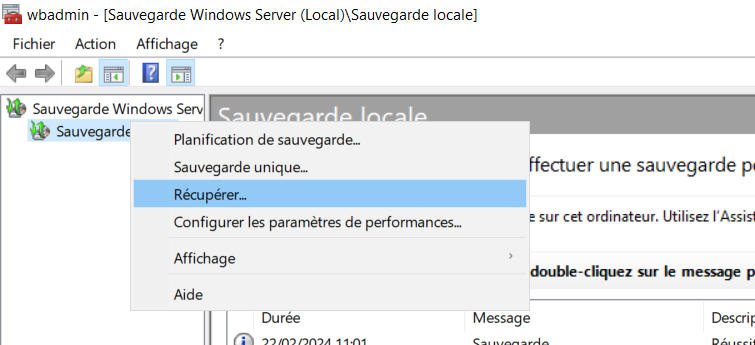 wbadmin - [Sauvegarde Windows Server (Local)\Sauvegarde locale]
Fichier Action Affichage ?
Sauvegarde Windows Serv
Sauvegarde
Sauvegarde locale
Planification de sauvegarde...
Sauvegarde unique...
Récupérer...
Configurer les paramètres de performances...
Affichage
Aide
ffectuer une sauvegarde p
sur cet ordinateur. Utilisez l'Assis
double-cliquez sur le message p
Durée Message Descrip
22/02/2024 11:01 Sauvegarde Réussit